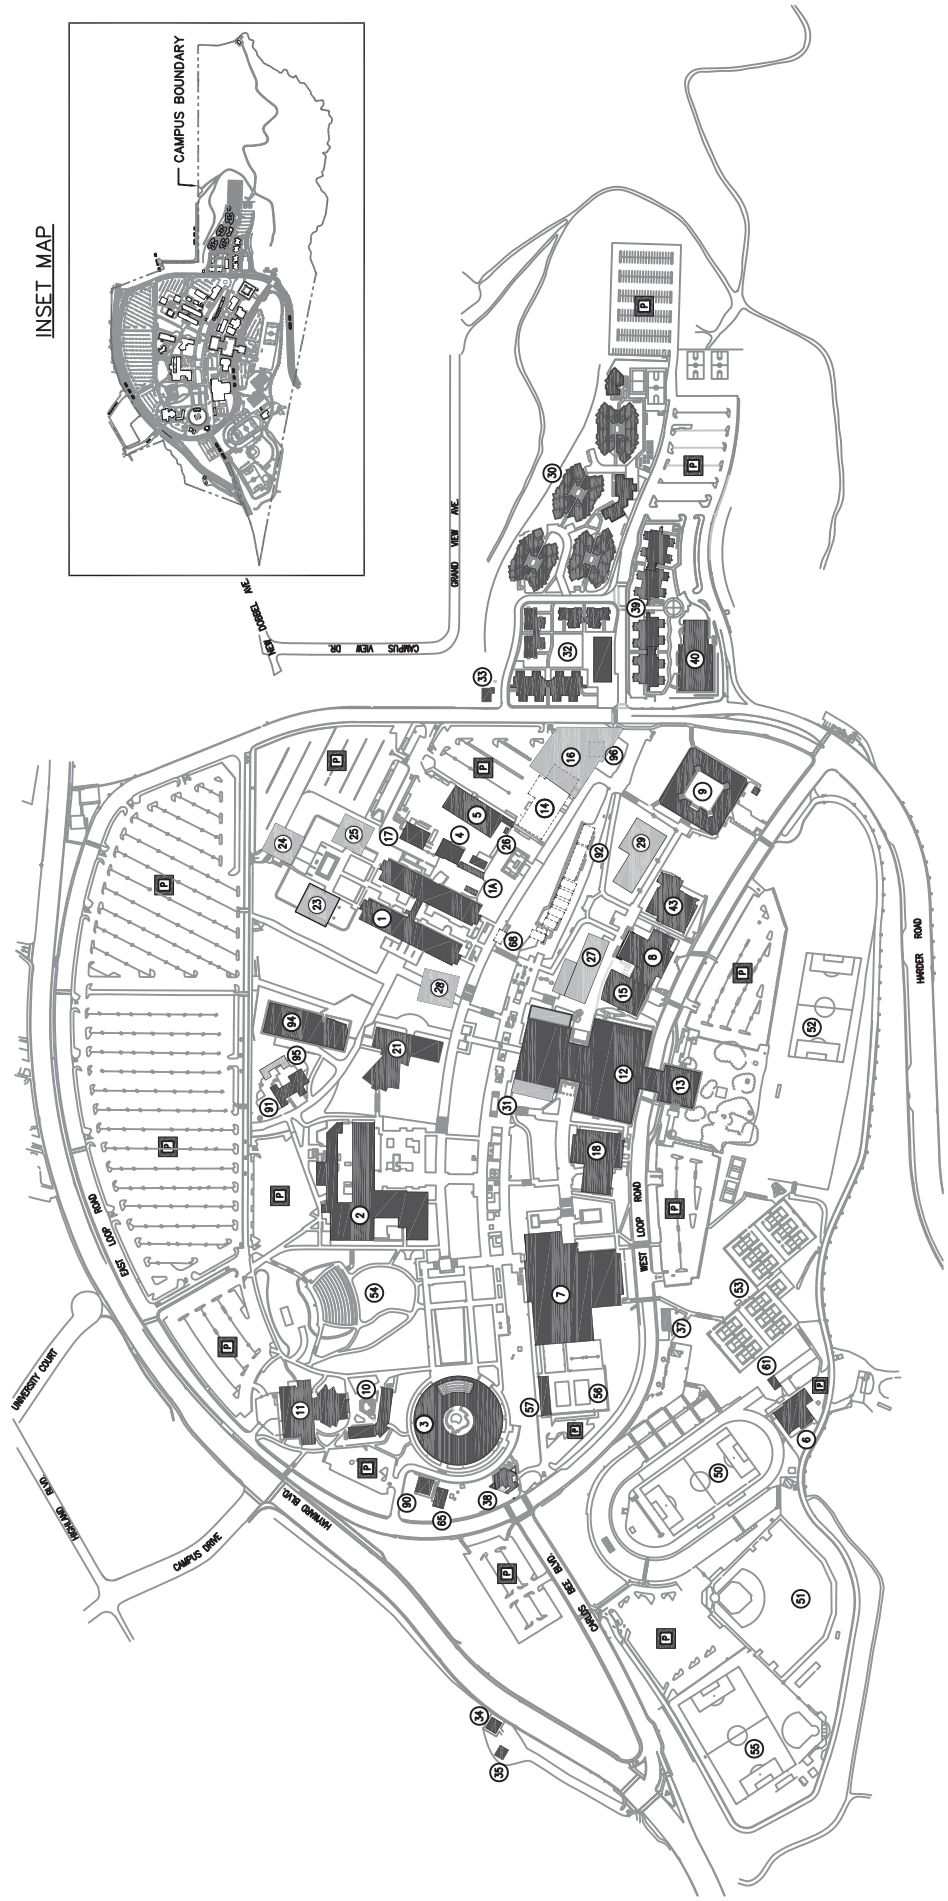 INSET MAP
CAMPUS BOUNDARY
NEW DOBBEL AVE.
CAMPUS VIEW DR.
GRAND VIEW AVE.
P
30
P
39
32
33
40
P
P
16
96
9
14
5
4
26
17
25
24
92
29
1A
23
1
68
43
P
27
8
15
P
28
HARDER ROAD
94
21
52
95
91
31
12
13
P
18
P
2
P
EAST LOOP ROAD
WEST LOOP ROAD
54
7
53
37
UNIVERSITY COURT
P
61
P
10
11
3
57
56
P
6
P
50
90
65
38
HIGHLAND BLVD.
HAYWARD BLVD.
CAMPUS DRIVE
P
CARLOS BEE BLVD.
51
P
34
35
55